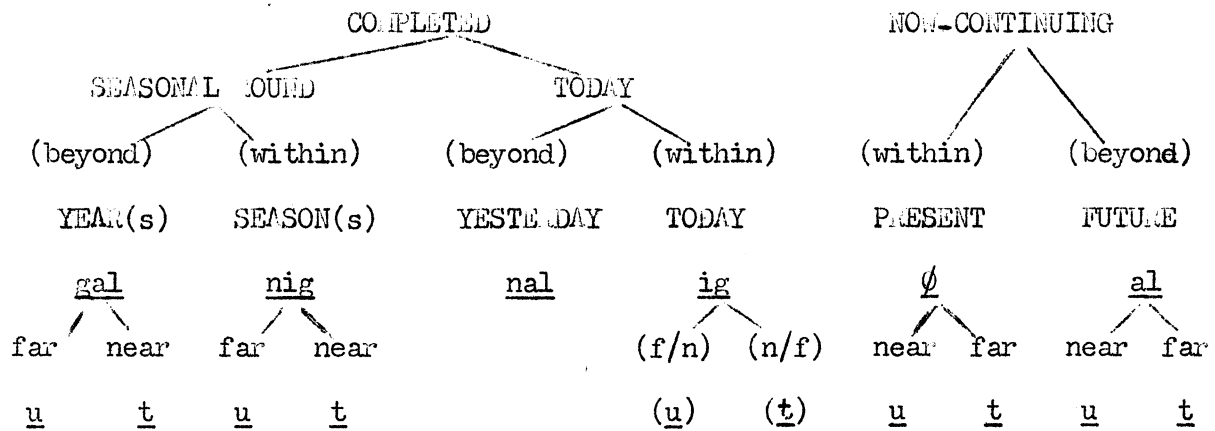 COMPLETED NOW-CONTINUING
SEASONAL ROUND TODAY
(beyond) (within) (beyond) (within) (within) (beyond)
YEAR(s) SEASON(s) YESTERDAY TODAY PRESENT FUTURE
gal nig nal ig ∅ al
far near far near (f/n) (n/f) near far near far
u t u t (u) (t) u t u t